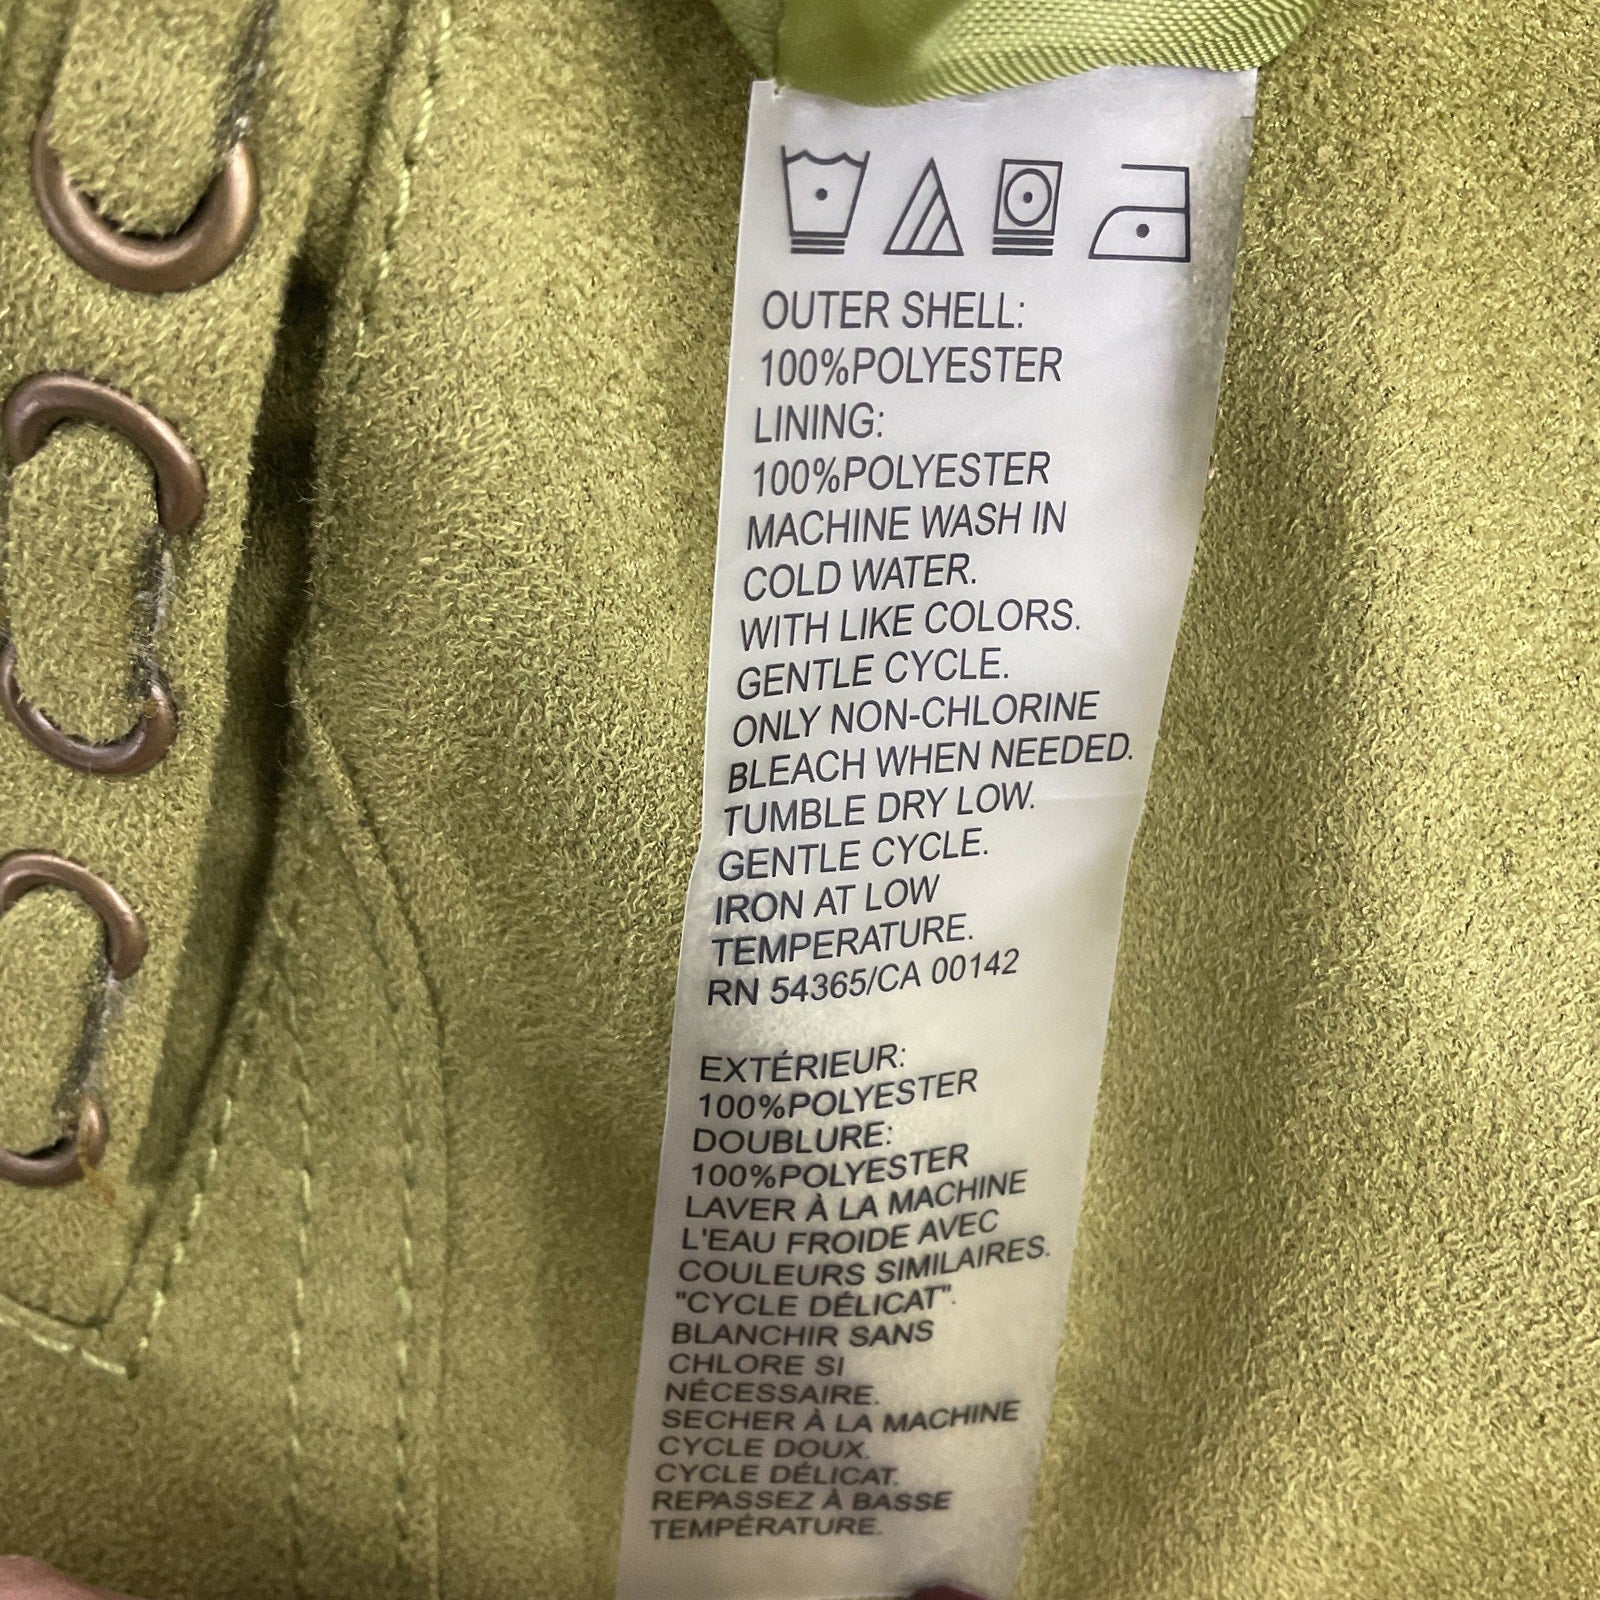 OUTER SHELL:
100%POLYESTER
LINING:
100%POLYESTER
MACHINE WASH IN
COLD WATER.
WITH LIKE COLORS.
GENTLE CYCLE.
ONLY NON-CHLORINE
BLEACH WHEN NEEDED.
TUMBLE DRY LOW.
GENTLE CYCLE.
IRON AT LOW
TEMPERATURE.
RN 54365/CA 00142
EXTÉRIEUR:
100%POLYESTER
DOUBLURE:
100%POLYESTER
LAVER À LA MACHINE
L'EAU FROIDE AVEC
COULEURS SIMILAIRES.
"CYCLE DÉLICAT".
BLANCHIR SANS
CHLORE SI
NÉCESSAIRE.
SECHER À LA MACHINE
CYCLE DOUX.
CYCLE DÉLICAT.
REPASSEZ À BASSE
TEMPÉRATURE.